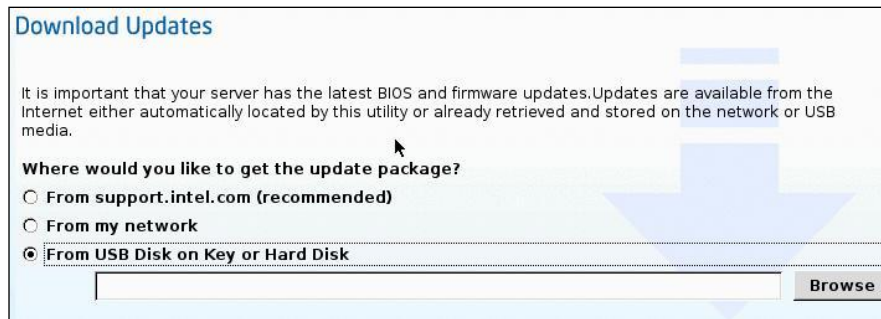 Download Updates
It is important that your server has the latest BIOS and firmware updates.Updates are available from the
Internet either automatically located by this utility or already retrieved and stored on the network or USB
media.
Where would you like to get the update package?
From support.intel.com (recommended)
From my network
From USB Disk on Key or Hard Disk
Browse